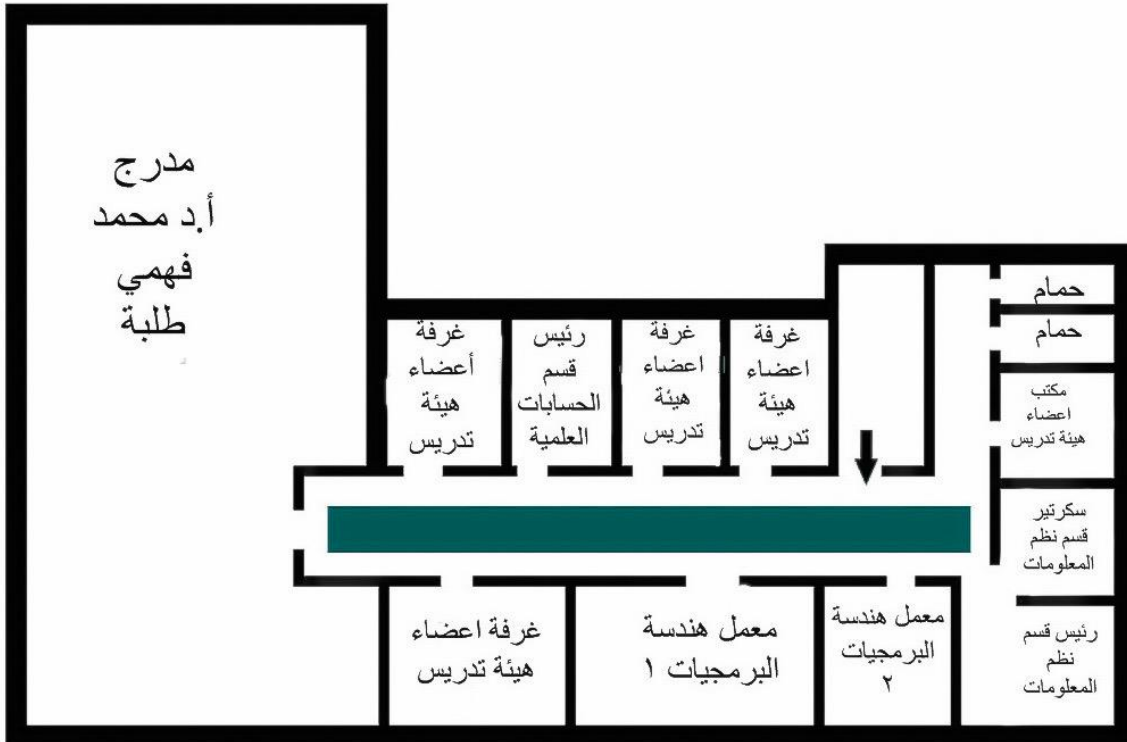 مدرج
أ.د محمد
فهمي
طلبة
غرفة
أعضاء
هيئة
تدريس
رئيس
قسم
الحسابات
العلمية
غرفة
اعضاء
هيئة
تدريس
غرفة
اعضاء
هيئة
تدريس
حمام
حمام
مكتب
اعضاء
هيئة تدريس
سكرتير
قسم نظم
المعلومات
رئيس قسم
نظم
المعلومات
غرفة اعضاء
هيئة تدريس
معمل هندسة
البرمجيات ١
معمل هندسة
البرمجيات
٢